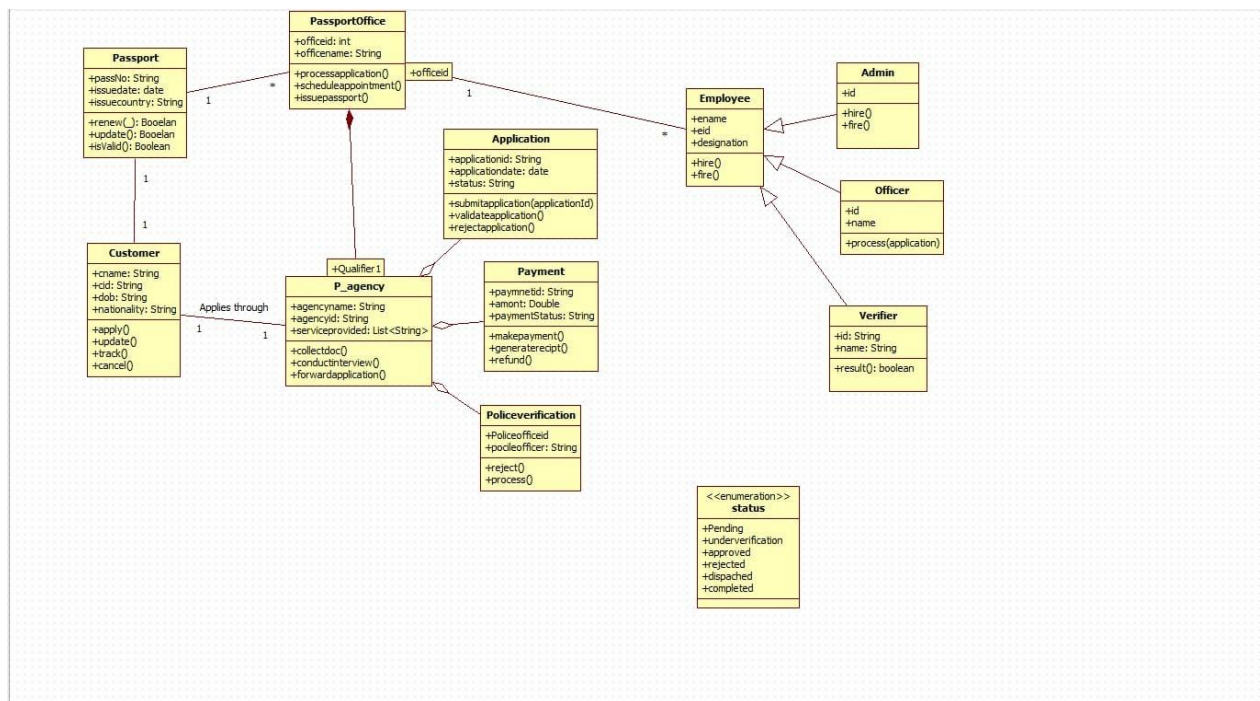 PassportOffice
+officeid: int
+officename: String
+processapplication()
+scheduleappointment()
+issuepassport()
+officeid
Passport
+passNo: String
+issuedate: date
+issuecountry: String
+renew(_): Booelan
+update(): Booelan
+isValid(): Boolean
1
*
1
*
Admin
+id
+hire()
+fire()
Employee
+ename
+eid
+designation
+hire()
+fire()
Application
+applicationid: String
+applicationdate: date
+status: String
+submitapplication(applicationId)
+validateapplication()
+rejectapplication()
Officer
+id
+name
+process(application)
1
1
Customer
+cname: String
+cid: String
+dob: String
+nationality: String
+apply()
+update()
+track()
+cancel()
Applies through
1
1
+Qualifier1
P_agency
+agencyname: String
+agencyid: String
+serviceprovided: List<String>
+collectdoc()
+conductinterview()
+forwardapplication()
Payment
+paymnetid: String
+amont: Double
+paymentStatus: String
+makepayment()
+generaterecipt()
+refund()
Verifier
+id: String
+name: String
+result(): boolean
Policeverification
+Policeofficeid
+pocileofficer: String
+reject()
+process()
<<enumeration>>
status
+Pending
+underverification
+approved
+rejected
+dispached
+completed